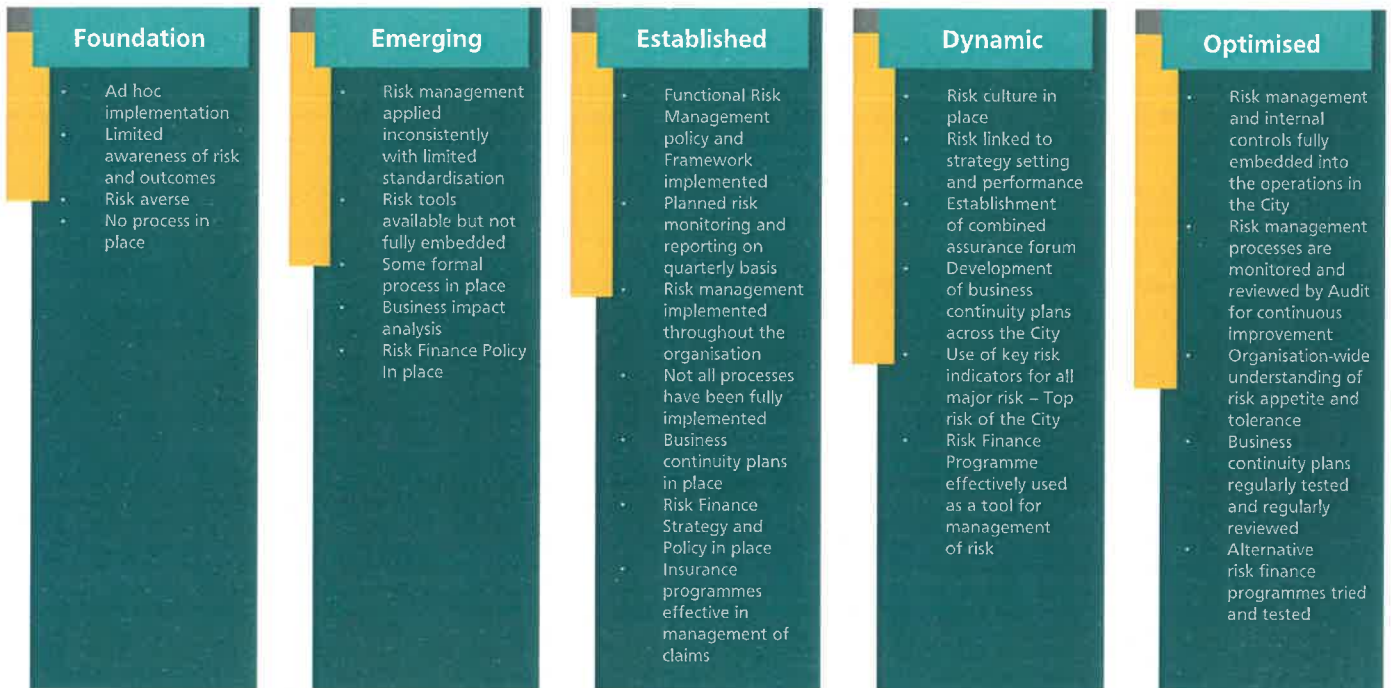 Foundation
• Ad hoc
implementation
• Limited
awareness of risk
and outcomes
• Risk averse
• No process in
place
Emerging
• Risk management
applied
inconsistently
with limited
standardisation
• Risk tools
available but not
fully embedded
• Some formal
process in place
• Business impact
analysis
• Risk Finance Policy
In place
Established
• Functional Risk
Management
policy and
Framework
implemented
• Planned risk
monitoring and
reporting on
quarterly basis
• Risk management
implemented
throughout the
organisation
• Not all processes
have been fully
implemented
• Business
continuity plans
in place
• Risk Finance
Strategy and
Policy in place
• Insurance
programmes
effective in
management of
claims
Dynamic
• Risk culture in
place
• Risk linked to
strategy setting
and performance
• Establishment
of combined
assurance forum
• Development
of business
continuity plans
across the City
• Use of key risk
indicators for all
major risk – Top
risk of the City
• Risk Finance
Programme
effectively used
as a tool for
management
of risk
Optimised
• Risk management
and internal
controls fully
embedded into
the operations in
the City
• Risk management
processes are
monitored and
reviewed by Audit
for continuous
improvement
• Organisation-wide
understanding of
risk appetite and
tolerance
• Business
continuity plans
regularly tested
and regularly
reviewed
• Alternative
risk finance
programmes tried
and tested